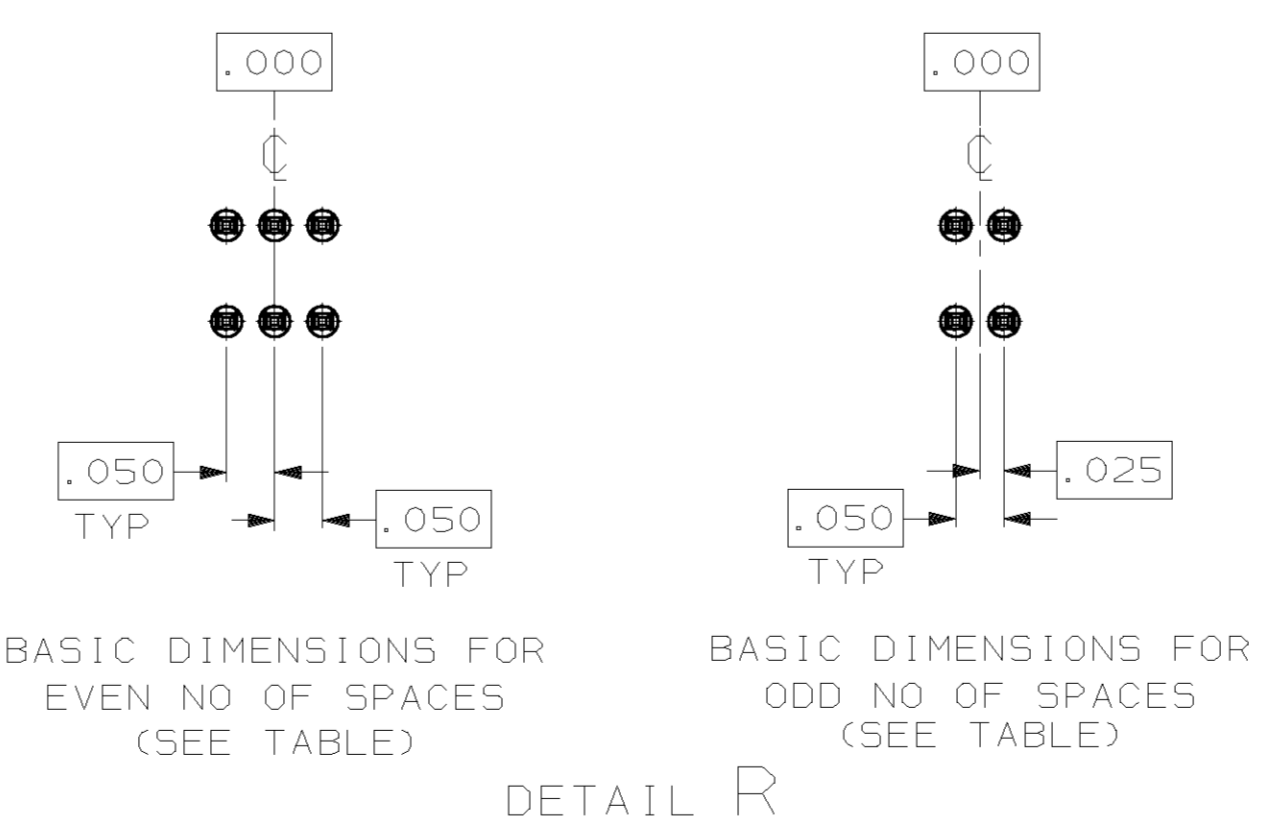 .000
℄
.050
TYP
.050
TYP
BASIC DIMENSIONS FOR
EVEN NO OF SPACES
(SEE TABLE)
.000
℄
.025
.050
TYP
BASIC DIMENSIONS FOR
ODD NO OF SPACES
(SEE TABLE)
DETAIL R